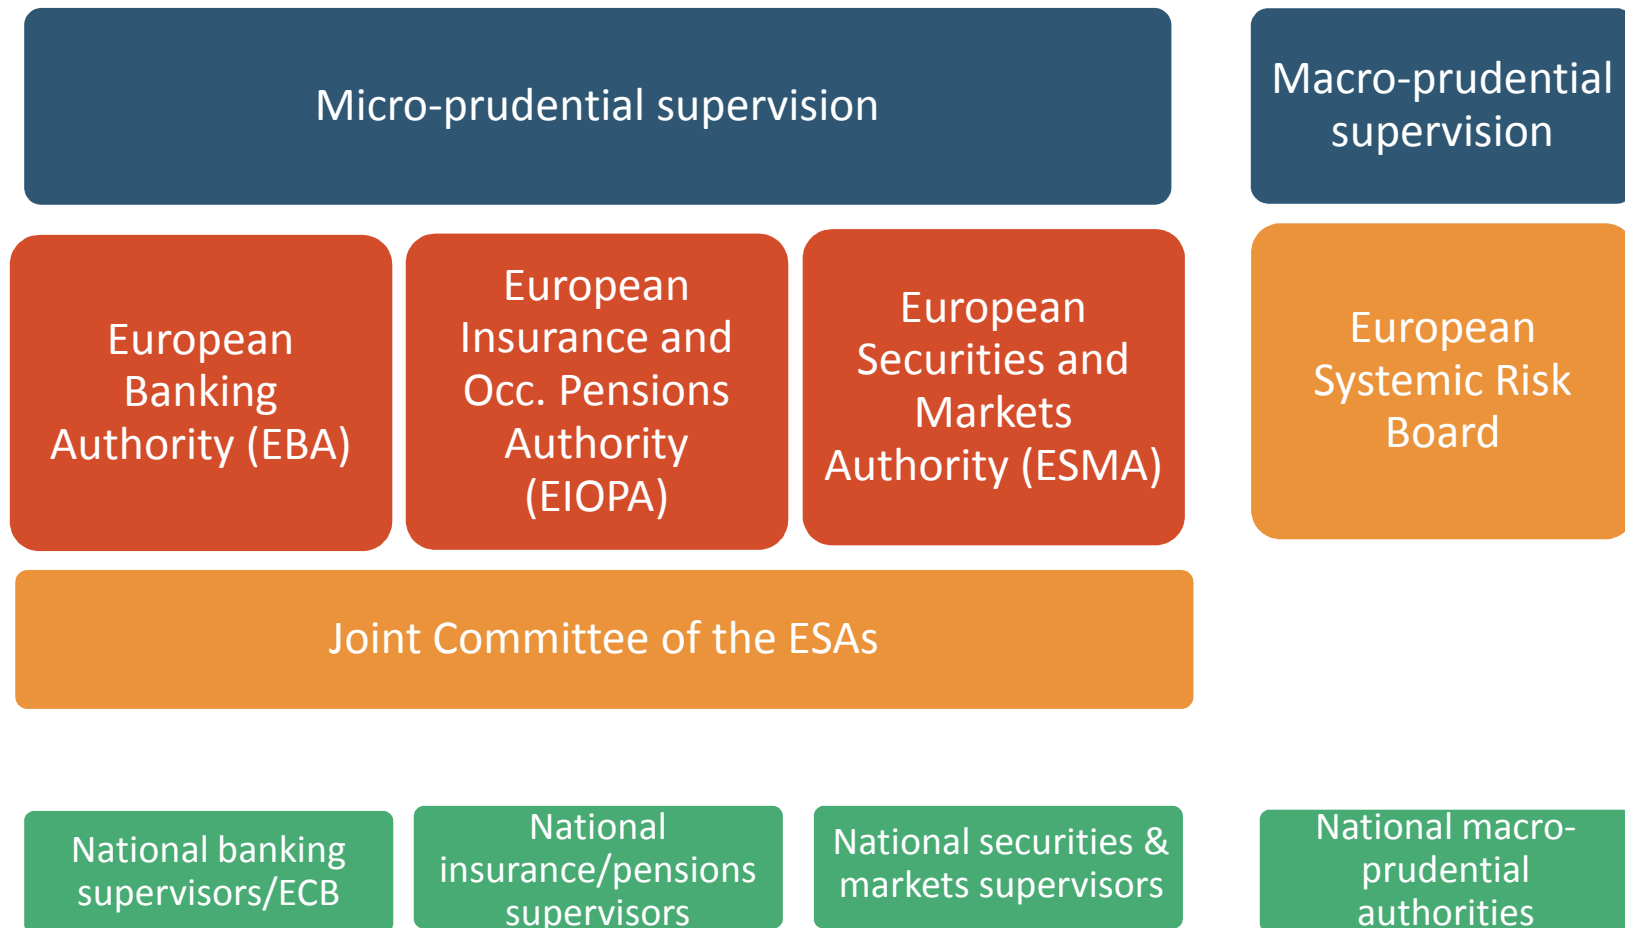 Micro-prudential supervision
Macro-prudential
supervision
European
Banking
Authority (EBA)
European
Insurance and
Occ. Pensions
Authority
(EIOPA)
European
Securities and
Markets
Authority (ESMA)
European
Systemic Risk
Board
Joint Committee of the ESAs
National banking
supervisors/ECB
National
insurance/pensions
supervisors
National securities &
markets supervisors
National macro-
prudential
authorities